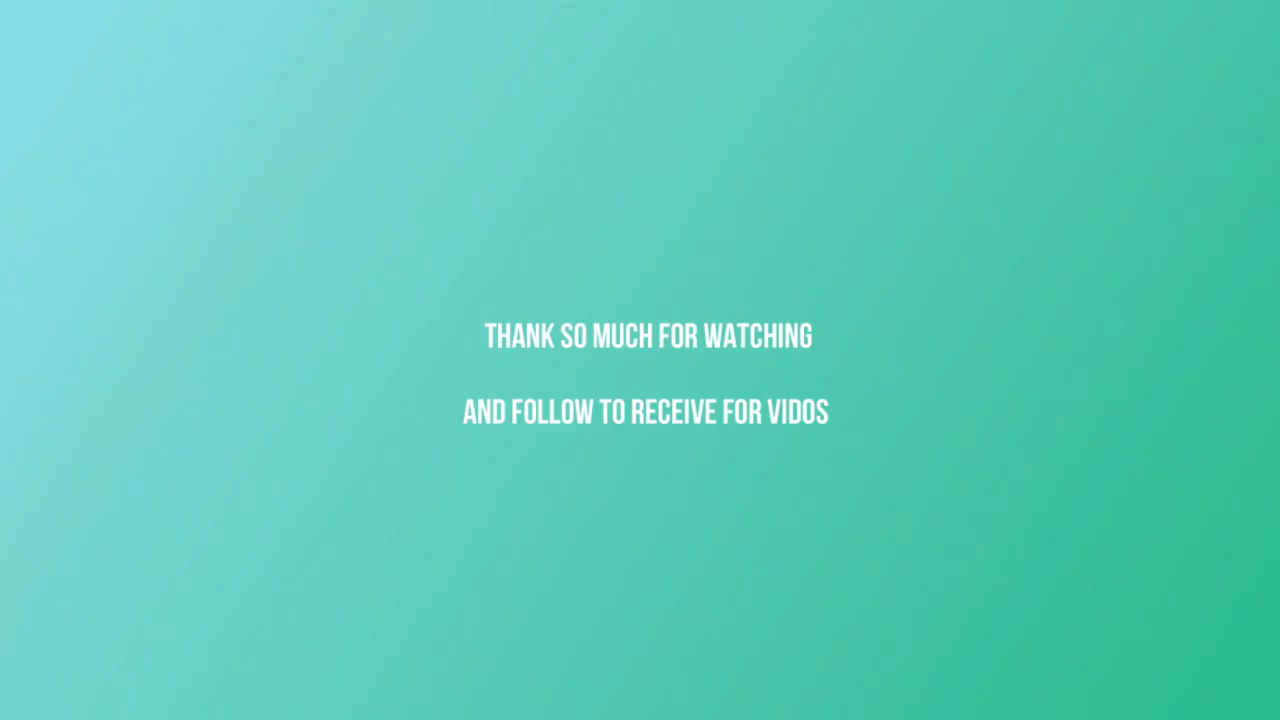 THANK SO MUCH FOR WATCHING
AND FOLLOW TO RECEIVE FOR VIDOS